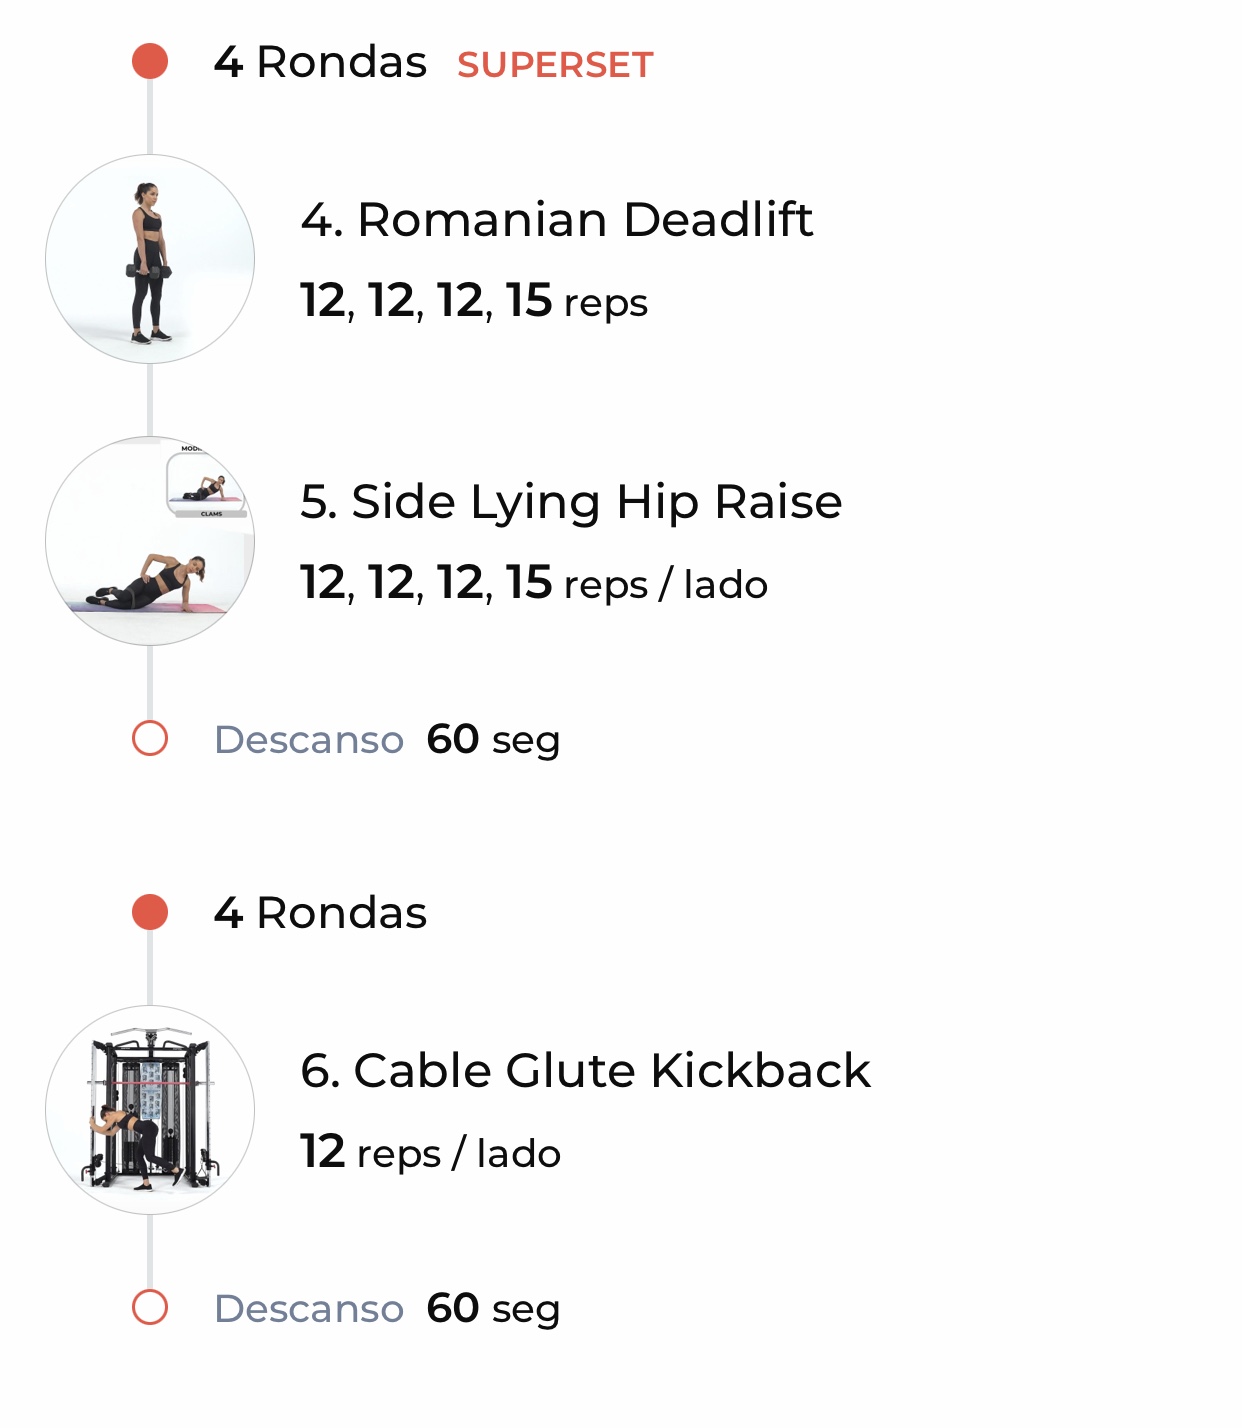 4 Rondas SUPERSET
4. Romanian Deadlift
12, 12, 12, 15 reps
CLAMS
5. Side Lying Hip Raise
12, 12, 12, 15 reps / lado
Descanso 60 seg
4 Rondas
6. Cable Glute Kickback
12 reps / lado
Descanso 60 seg